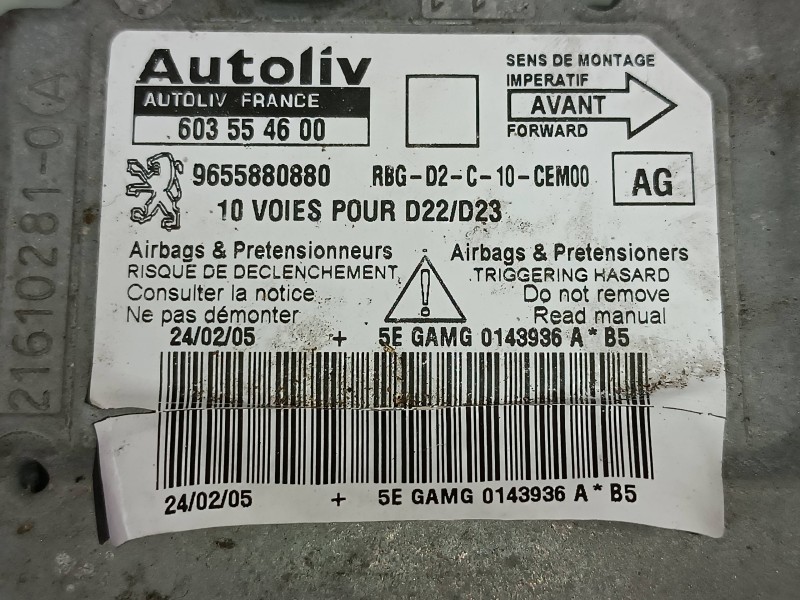 Autoliv
AUTOLIV FRANCE
603 55 46 00
SENS DE MONTAGE
IMPERATIF
AVANT
FORWARD
9655880880 RBG-D2-C-10-CEM00 AG
10 VOIES POUR D22/D23
Airbags & Pretensionneurs
RISQUE DE DECLENCHEMENT
Consulter la notice
Ne pas démonter
Airbags & Pretensioners
TRIGGERING HASARD
Do not remove
Read manual
24/02/05 + 5E GAMG 0143936 A* B5
24/02/05 + 5E GAMG 0143936 A* B5
21610281-0(A